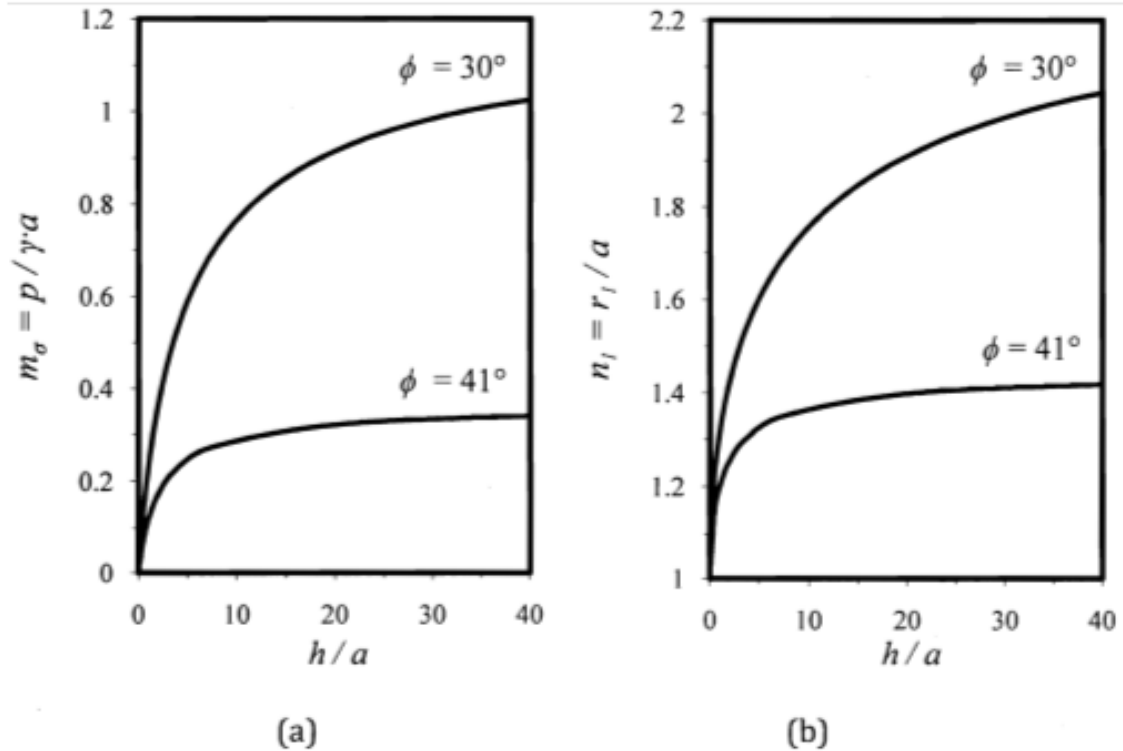 1.2
1
0.8
0.6
0.4
0.2
0
m_σ = p / γ·a
ϕ = 30°
ϕ = 41°
0 10 20 30 40
h / a
(a)
2.2
2
1.8
1.6
1.4
1.2
1
n_l = r_l / a
ϕ = 30°
ϕ = 41°
0 10 20 30 40
h / a
(b)